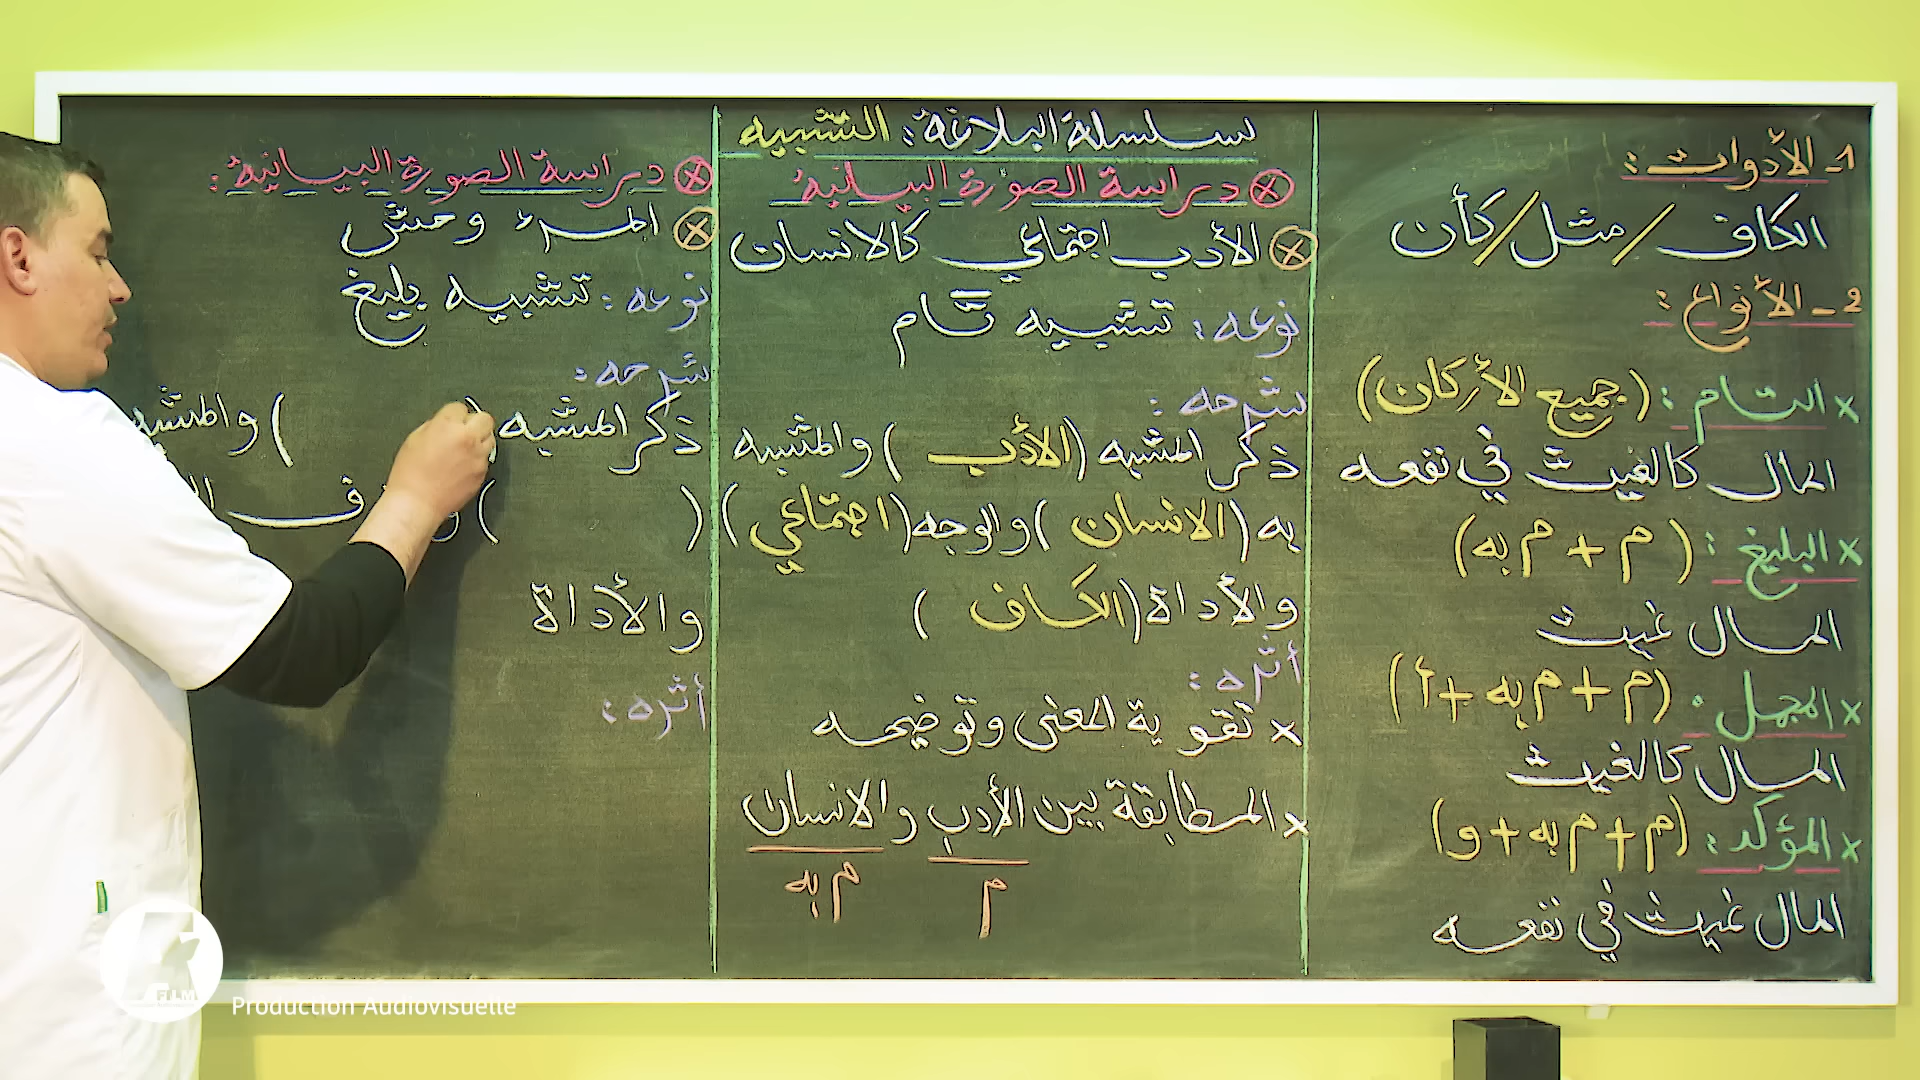 سلسلة البلاغة: التشبيه
1- الأدوات:
الكاف / مثل / كأن
2- الأنواع:
x التام: (جميع الأركان)
المال كالغيث في نفعه
x البليغ: (م + م به)
المال غيث
x المجمل: (م + م به + أ)
المال كالغيث
x المؤكد: (م + م به + و)
المال غيث في نفعه
⊗ دراسة الصورة البيانية:
⊗ الأدب اجتماعي كالانسان
نوعه: تشبيه تام
شرحه:
ذكر المشبه (الأدب) والمشبه
به (الانسان) والوجه (اجتماعي)
والأداة (الكاف)
أثره:
x تقوية المعنى وتوضيحه
x المطابقة بين الأدب والانسان
م م به
⊗ دراسة الصورة البيانية:
⊗ المرء وحش
نوعه: تشبيه بليغ
شرحه:
ذكر المشبه ( ) والمشبه
( )
والأداة
أثره:
FILM
Production Audiovisuelle